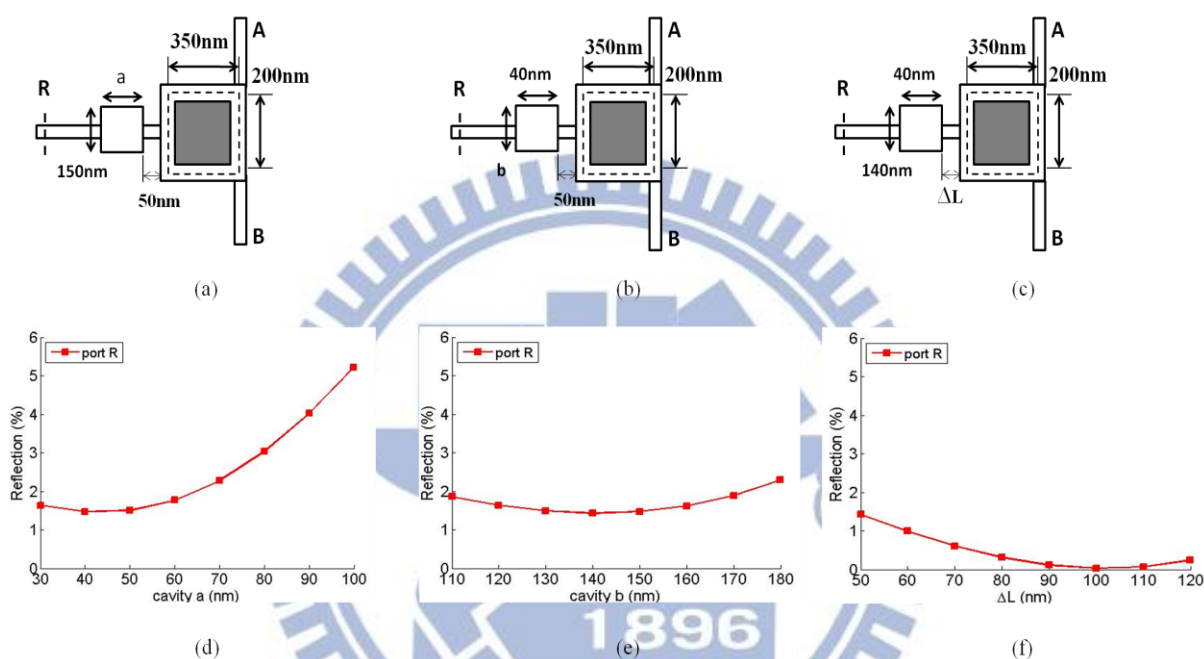 A
350nm
a
200nm
R
150nm
50nm
B
(a)
A
350nm
40nm
200nm
R
b
50nm
B
(b)
A
350nm
40nm
200nm
R
140nm
ΔL
B
(c)
6
5
4
3
2
1
0
port R
Reflection (%)
30 40 50 60 70 80 90 100
cavity a (nm)
(d)
6
5
4
3
2
1
0
port R
Reflection (%)
110 120 130 140 150 160 170 180
cavity b (nm)
(e)
6
5
4
3
2
1
0
port R
Reflection (%)
50 60 70 80 90 100 110 120
ΔL (nm)
(f)
1896